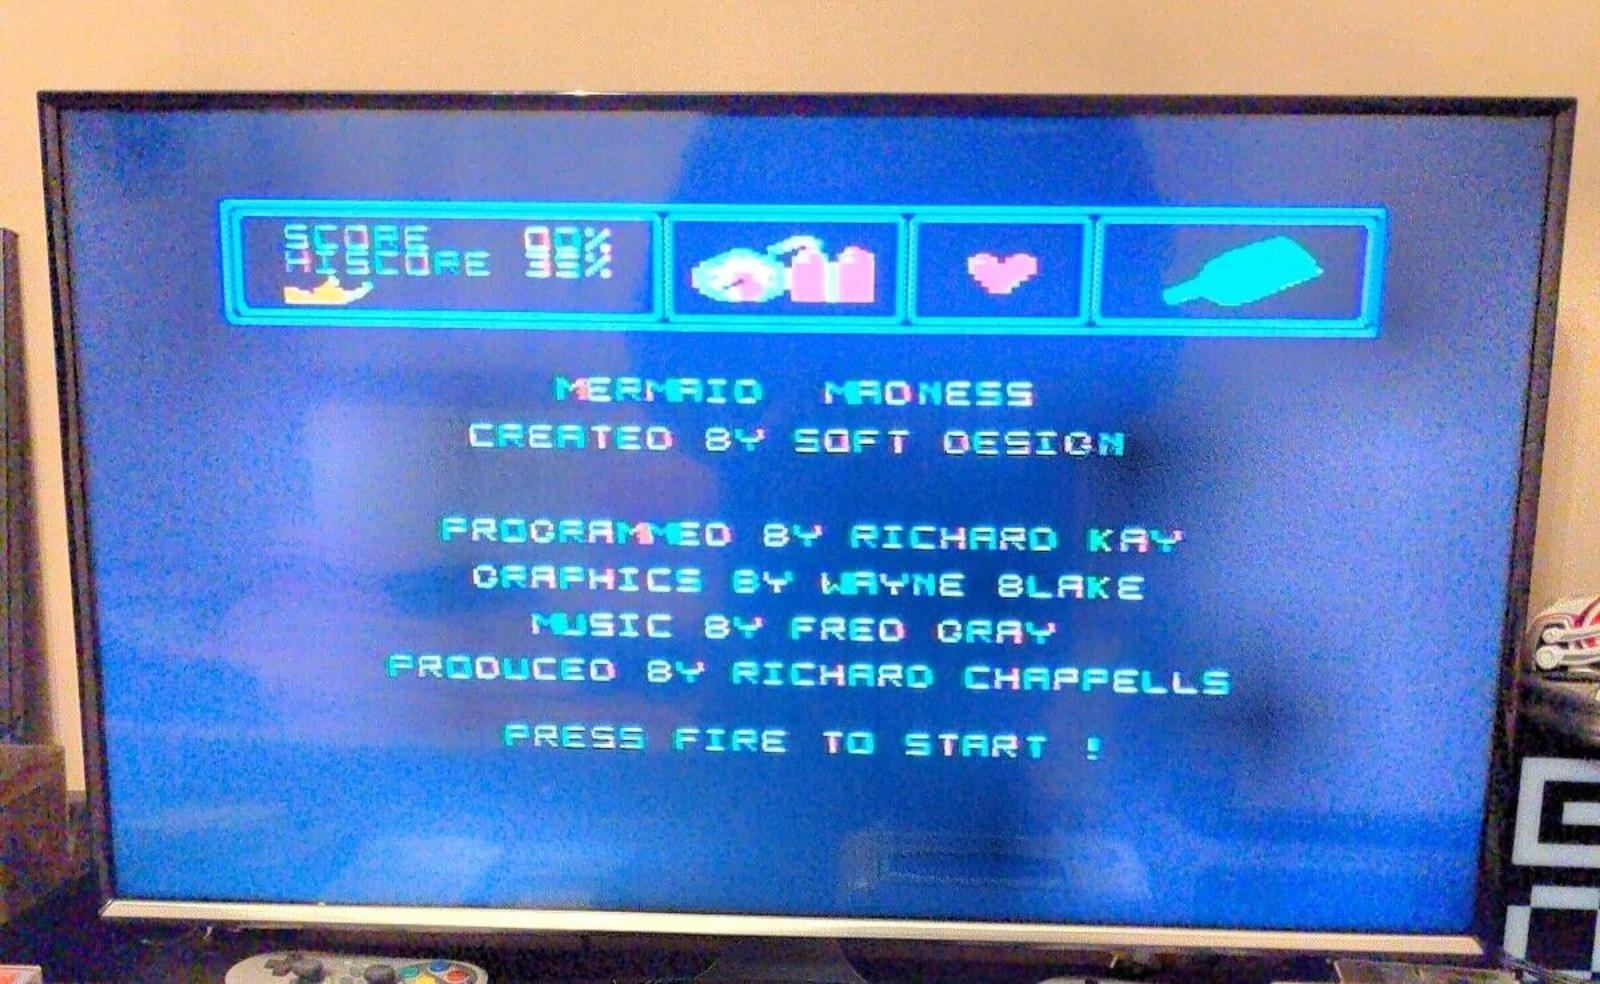 SCORE 00%
HISCORE
MERMAID MADNESS
CREATED BY SOFT DESIGN
PROGRAMMED BY RICHARD KAY
GRAPHICS BY WAYNE BLAKE
MUSIC BY FRED GRAY
PRODUCED BY RICHARD CHAPPELLS
PRESS FIRE TO START !